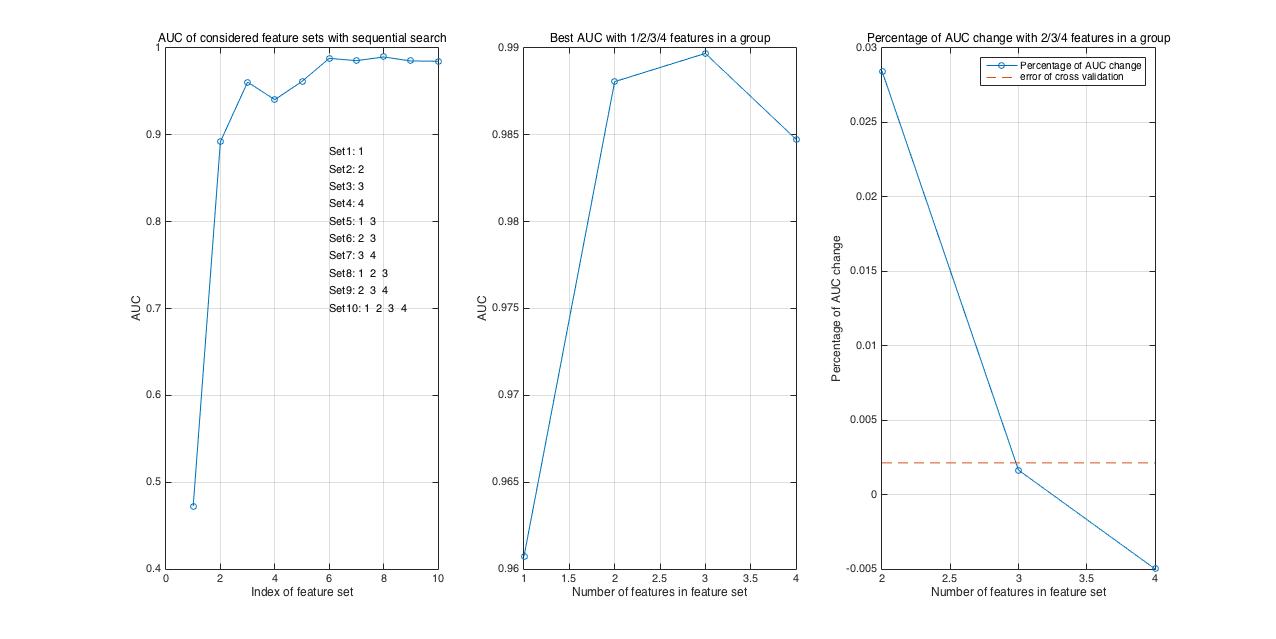 AUC of considered feature sets with sequential search
1
0.9
0.8
0.7
0.6
0.5
0.4
AUC
Set1: 1
Set2: 2
Set3: 3
Set4: 4
Set5: 1 3
Set6: 2 3
Set7: 3 4
Set8: 1 2 3
Set9: 2 3 4
Set10: 1 2 3 4
0 2 4 6 8 10
Index of feature set
Best AUC with 1/2/3/4 features in a group
0.99
0.985
0.98
0.975
0.97
0.965
0.96
AUC
1 1.5 2 2.5 3 3.5 4
Number of features in feature set
Percentage of AUC change with 2/3/4 features in a group
Percentage of AUC change
error of cross validation
0.03
0.025
0.02
0.015
0.01
0.005
0
-0.005
Percentage of AUC change
2 2.5 3 3.5 4
Number of features in feature set